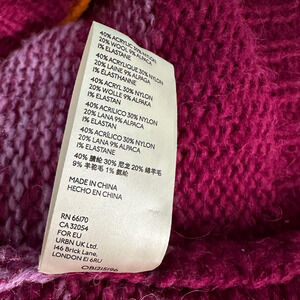 40% ACRYLIC 30% NYLON
20% WOOL 9% ALPACA
1% ELASTANE
40% ACRYLIQUE 30% NYLON
20% LAINE 9% ALPAGA
1% ELASTHANNE
40% ACRYL 30% NYLON
20% WOLLE 9% ALPAKA
1% ELASTAN
40% ACRILICO 30% NYLON
20% LANA 9% ALPACA
1% ELASTAN
40% ACRÍLICO 30% NYLON
20% LANA 9% ALPACA
1% ELASTANE
40% 腈纶 30% 尼龙 20% 绵羊毛
9% 羊驼毛 1% 氨纶
MADE IN CHINA
HECHO EN CHINA
RN 66170
CA 32054
FOR EU
URBN UK Ltd.
146 Brick Lane,
LONDON E1 6RU